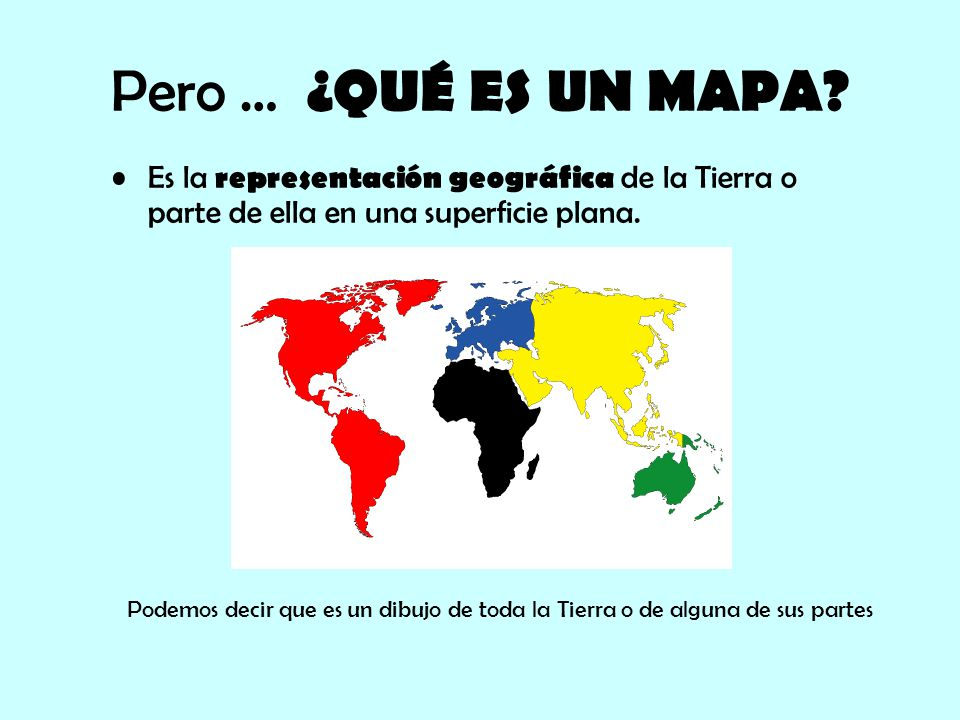 Pero ... ¿QUÉ ES UN MAPA?
• Es la representación geográfica de la Tierra o
parte de ella en una superficie plana.
Podemos decir que es un dibujo de toda la Tierra o de alguna de sus partes